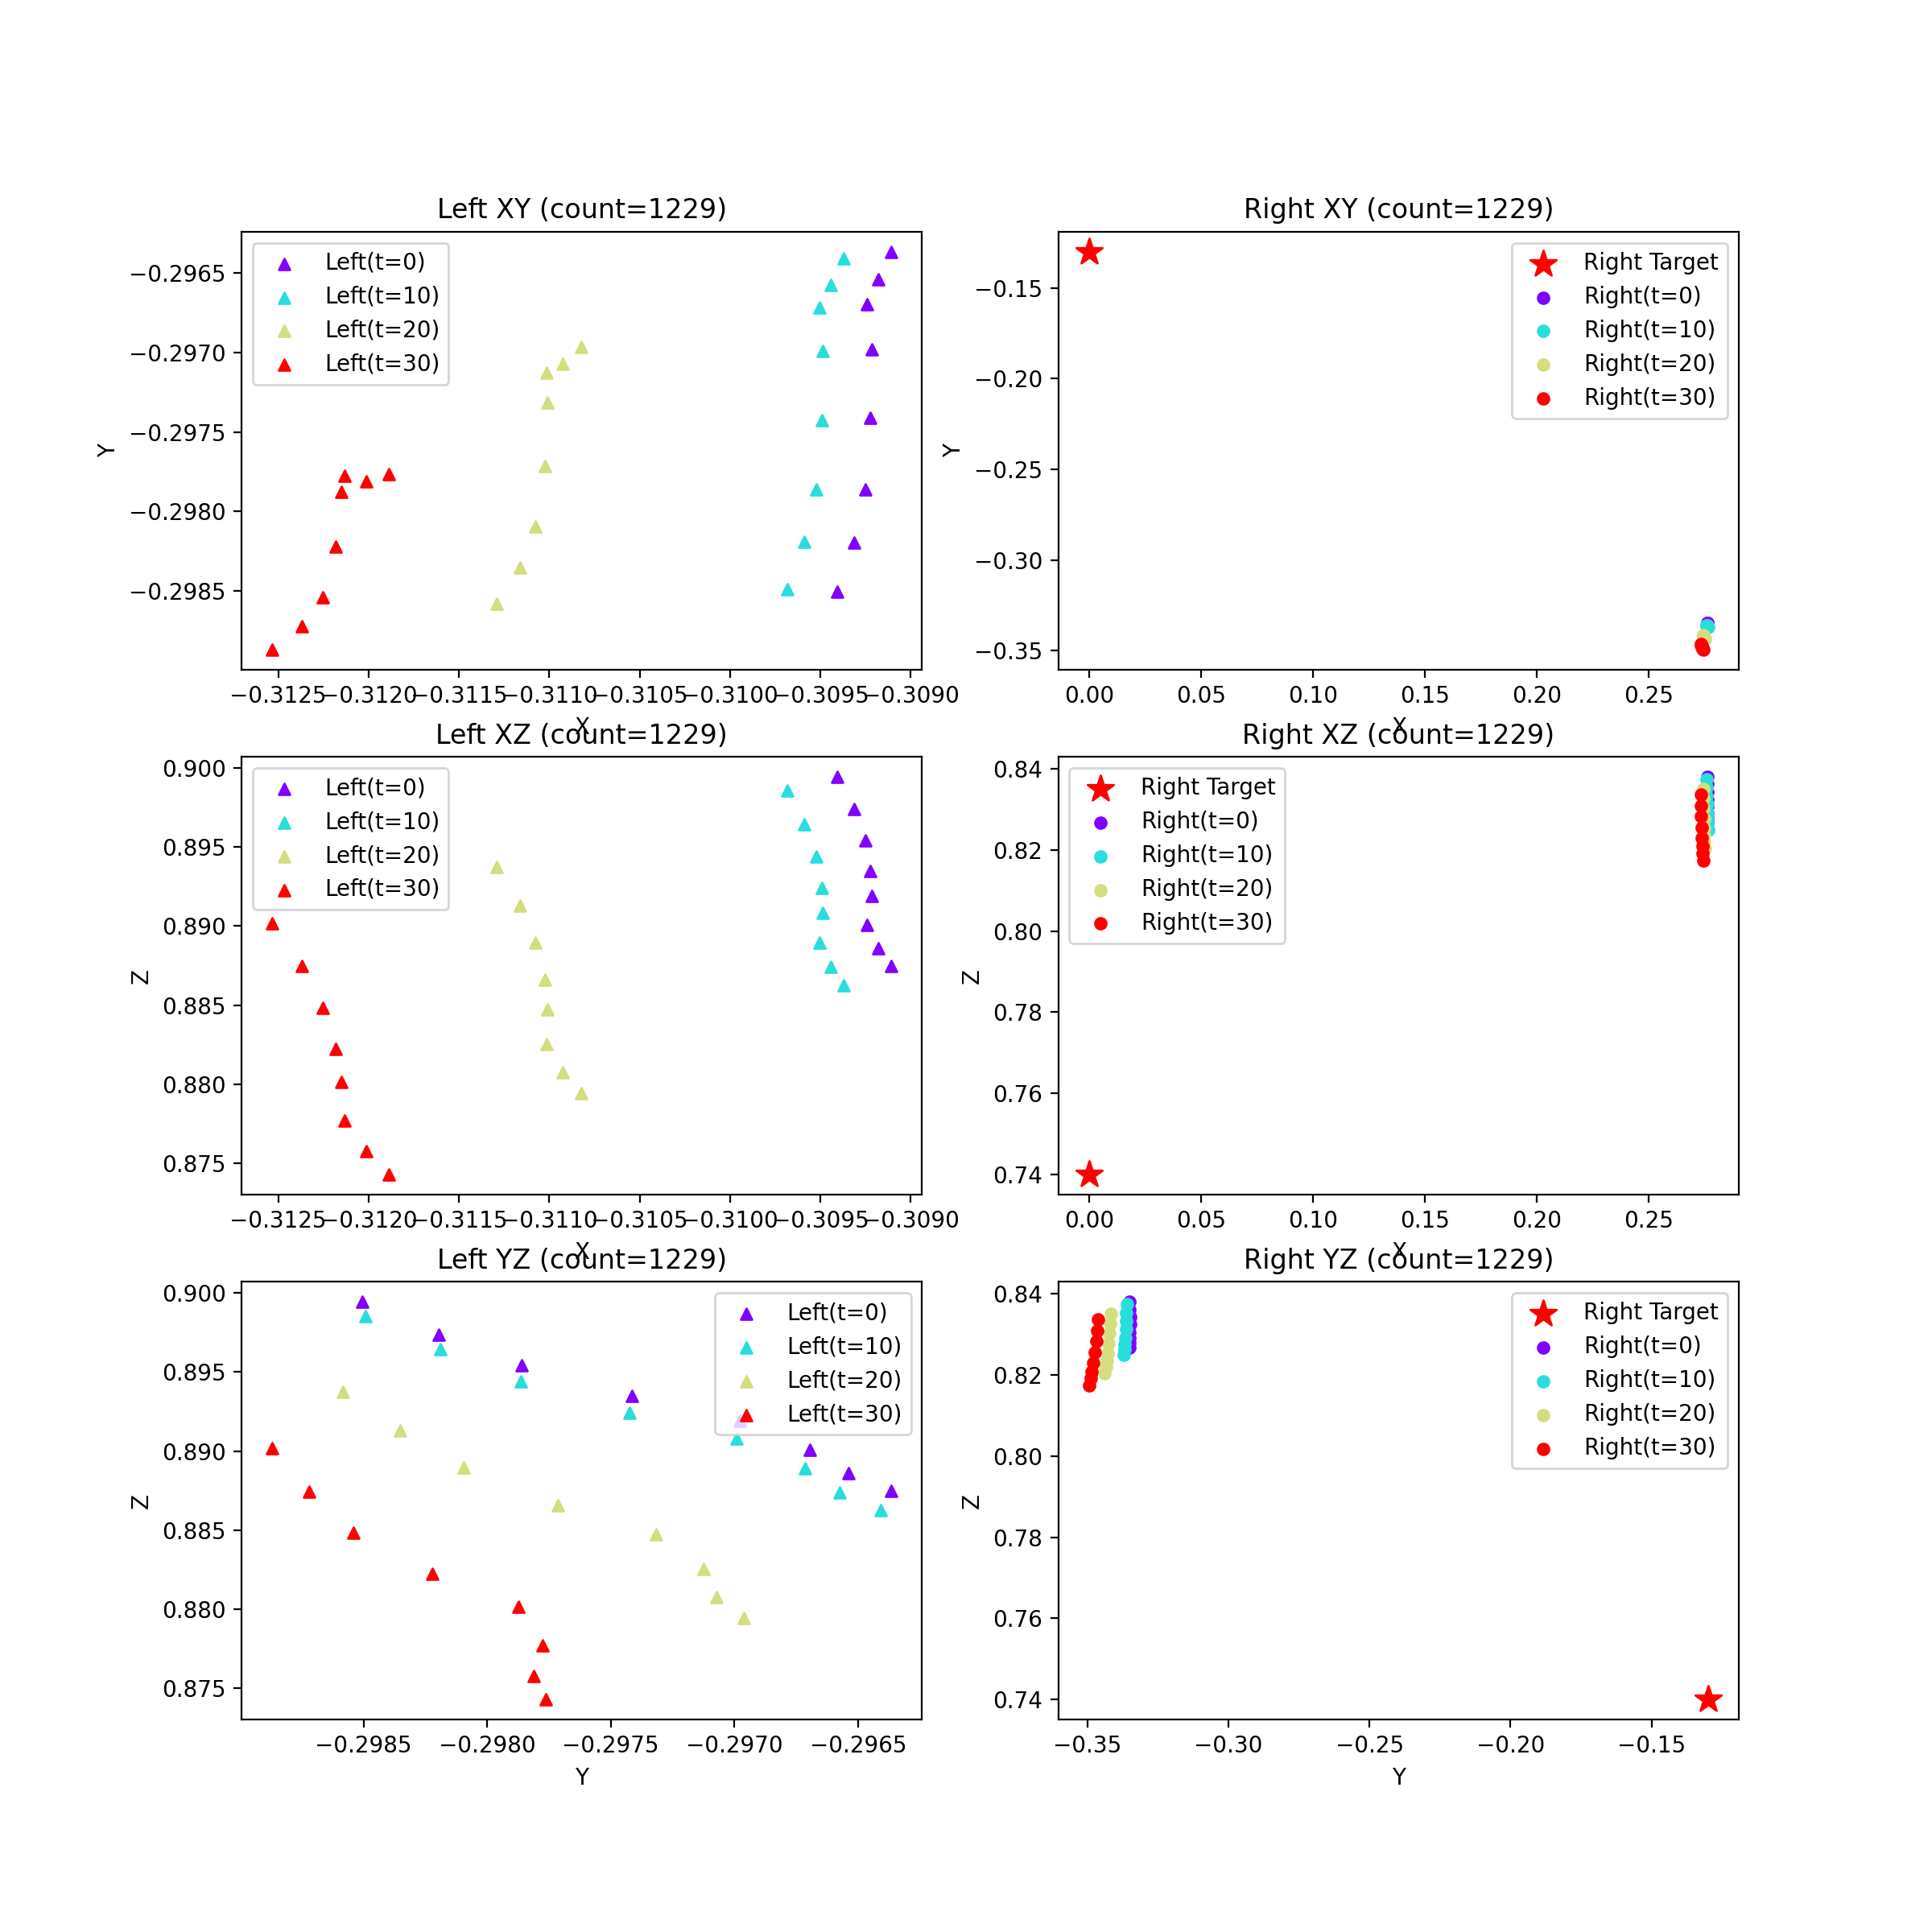 Left XY (count=1229)
Left(t=0)
Left(t=10)
Left(t=20)
Left(t=30)
−0.2965
−0.2970
−0.2975
−0.2980
−0.2985
Y
−0.3125
−0.3120
−0.3115
−0.3110
−0.3105
−0.3100
−0.3095
−0.3090
X
Right XY (count=1229)
Right Target
Right(t=0)
Right(t=10)
Right(t=20)
Right(t=30)
−0.15
−0.20
−0.25
−0.30
−0.35
Y
0.00
0.05
0.10
0.15
0.20
0.25
X
Left XZ (count=1229)
Left(t=0)
Left(t=10)
Left(t=20)
Left(t=30)
0.900
0.895
0.890
0.885
0.880
0.875
Z
−0.3125
−0.3120
−0.3115
−0.3110
−0.3105
−0.3100
−0.3095
−0.3090
X
Right XZ (count=1229)
Right Target
Right(t=0)
Right(t=10)
Right(t=20)
Right(t=30)
0.84
0.82
0.80
0.78
0.76
0.74
Z
0.00
0.05
0.10
0.15
0.20
0.25
X
Left YZ (count=1229)
Left(t=0)
Left(t=10)
Left(t=20)
Left(t=30)
0.900
0.895
0.890
0.885
0.880
0.875
Z
−0.2985
−0.2980
−0.2975
−0.2970
−0.2965
Y
Right YZ (count=1229)
Right Target
Right(t=0)
Right(t=10)
Right(t=20)
Right(t=30)
0.84
0.82
0.80
0.78
0.76
0.74
Z
−0.35
−0.30
−0.25
−0.20
−0.15
Y